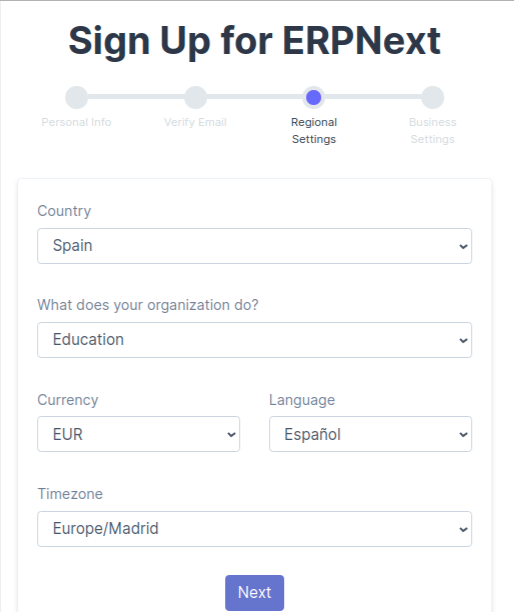 Sign Up for ERPNext
Personal Info
Verify Email
Regional
Settings
Business
Settings
Country
Spain
What does your organization do?
Education
Currency
Language
EUR
Español
Timezone
Europe/Madrid
Next